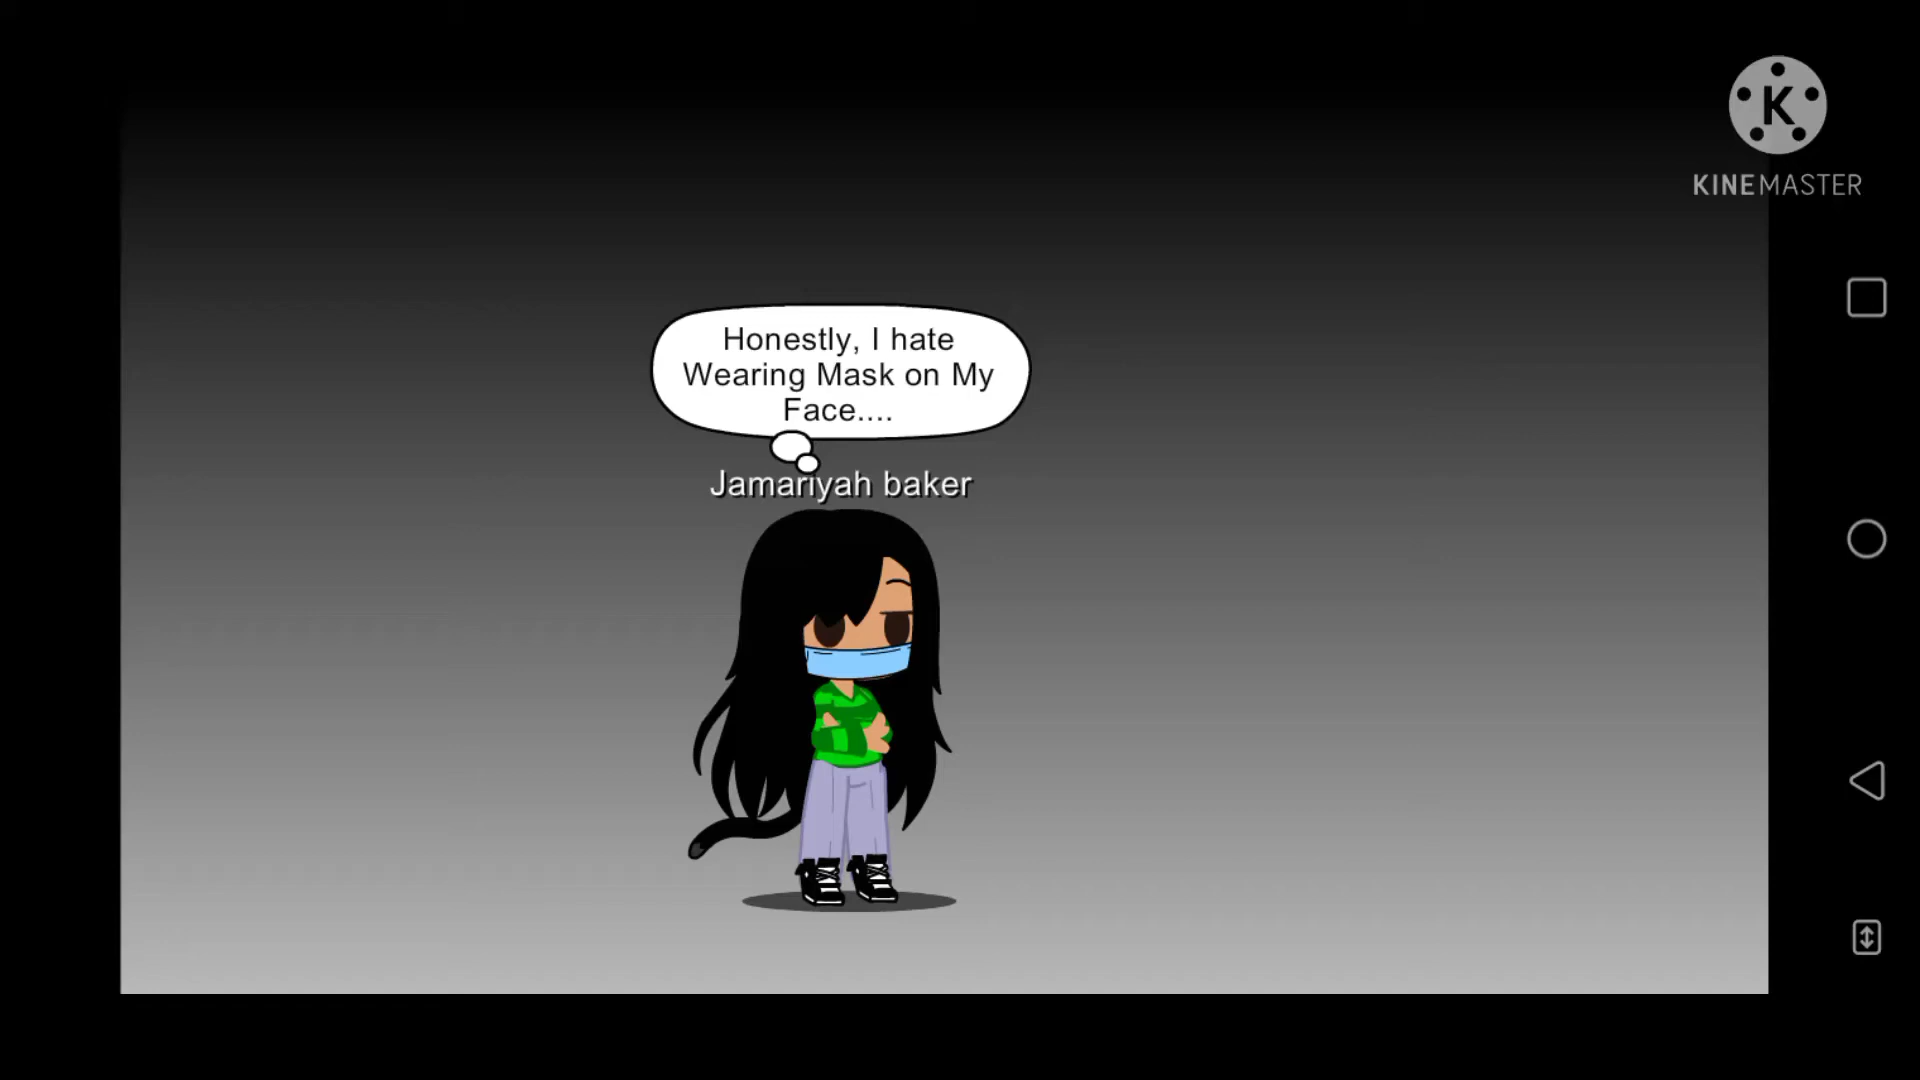 K
KINEMASTER
Honestly, I hate
Wearing Mask on My
Face....
Jamariyah baker